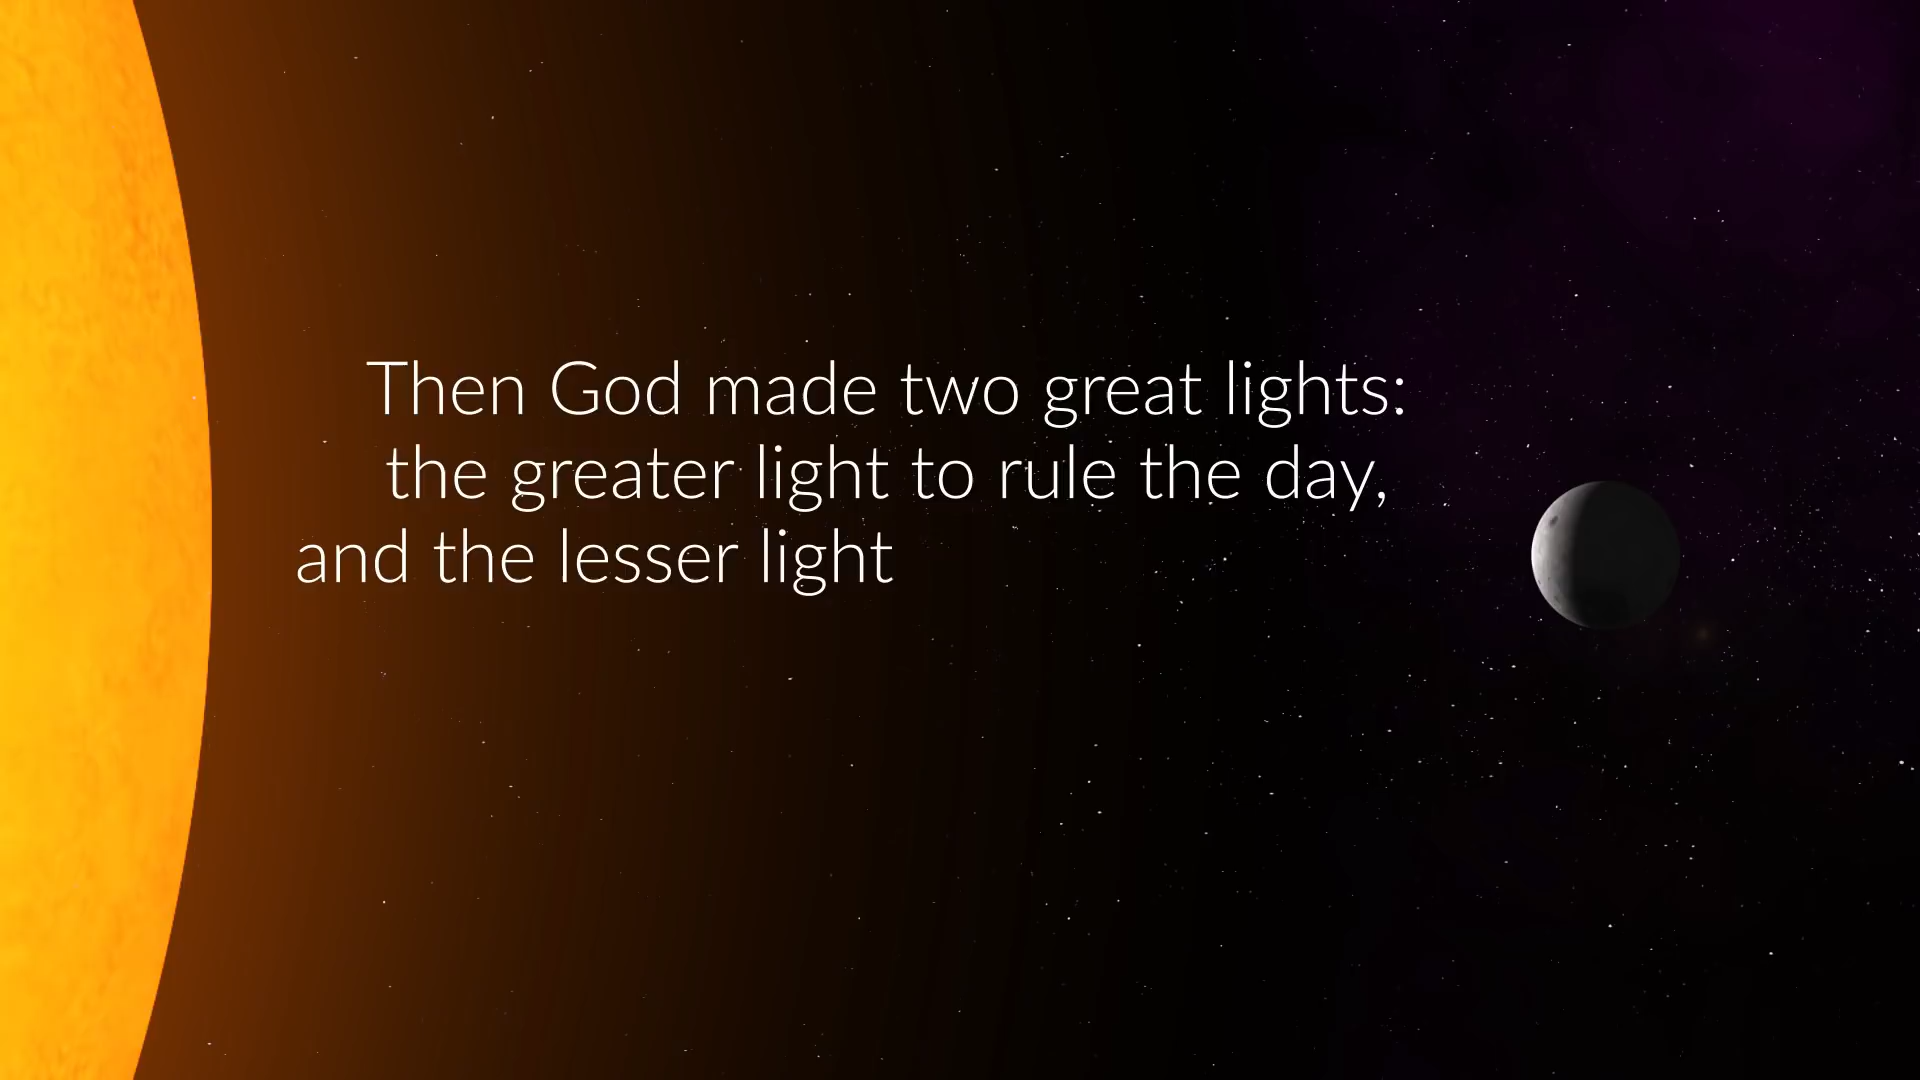 Then God made two great lights:
the greater light to rule the day,
and the lesser light